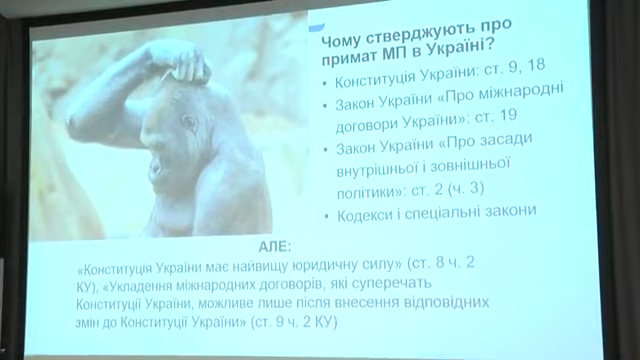 Чому стверджують про
примат МП в Україні?
• Конституція України: ст. 9, 18
• Закон України «Про міжнародні
договори України»: ст. 19
• Закон України «Про засади
внутрішньої і зовнішньої
політики»: ст. 2 (ч. 3)
• Кодекси і спеціальні закони
АЛЕ:
«Конституція України має найвищу юридичну силу» (ст. 8 ч. 2
КУ), «Укладення міжнародних договорів, які суперечать
Конституції України, можливе лише після внесення відповідних
змін до Конституції України» (ст. 9 ч. 2 КУ)